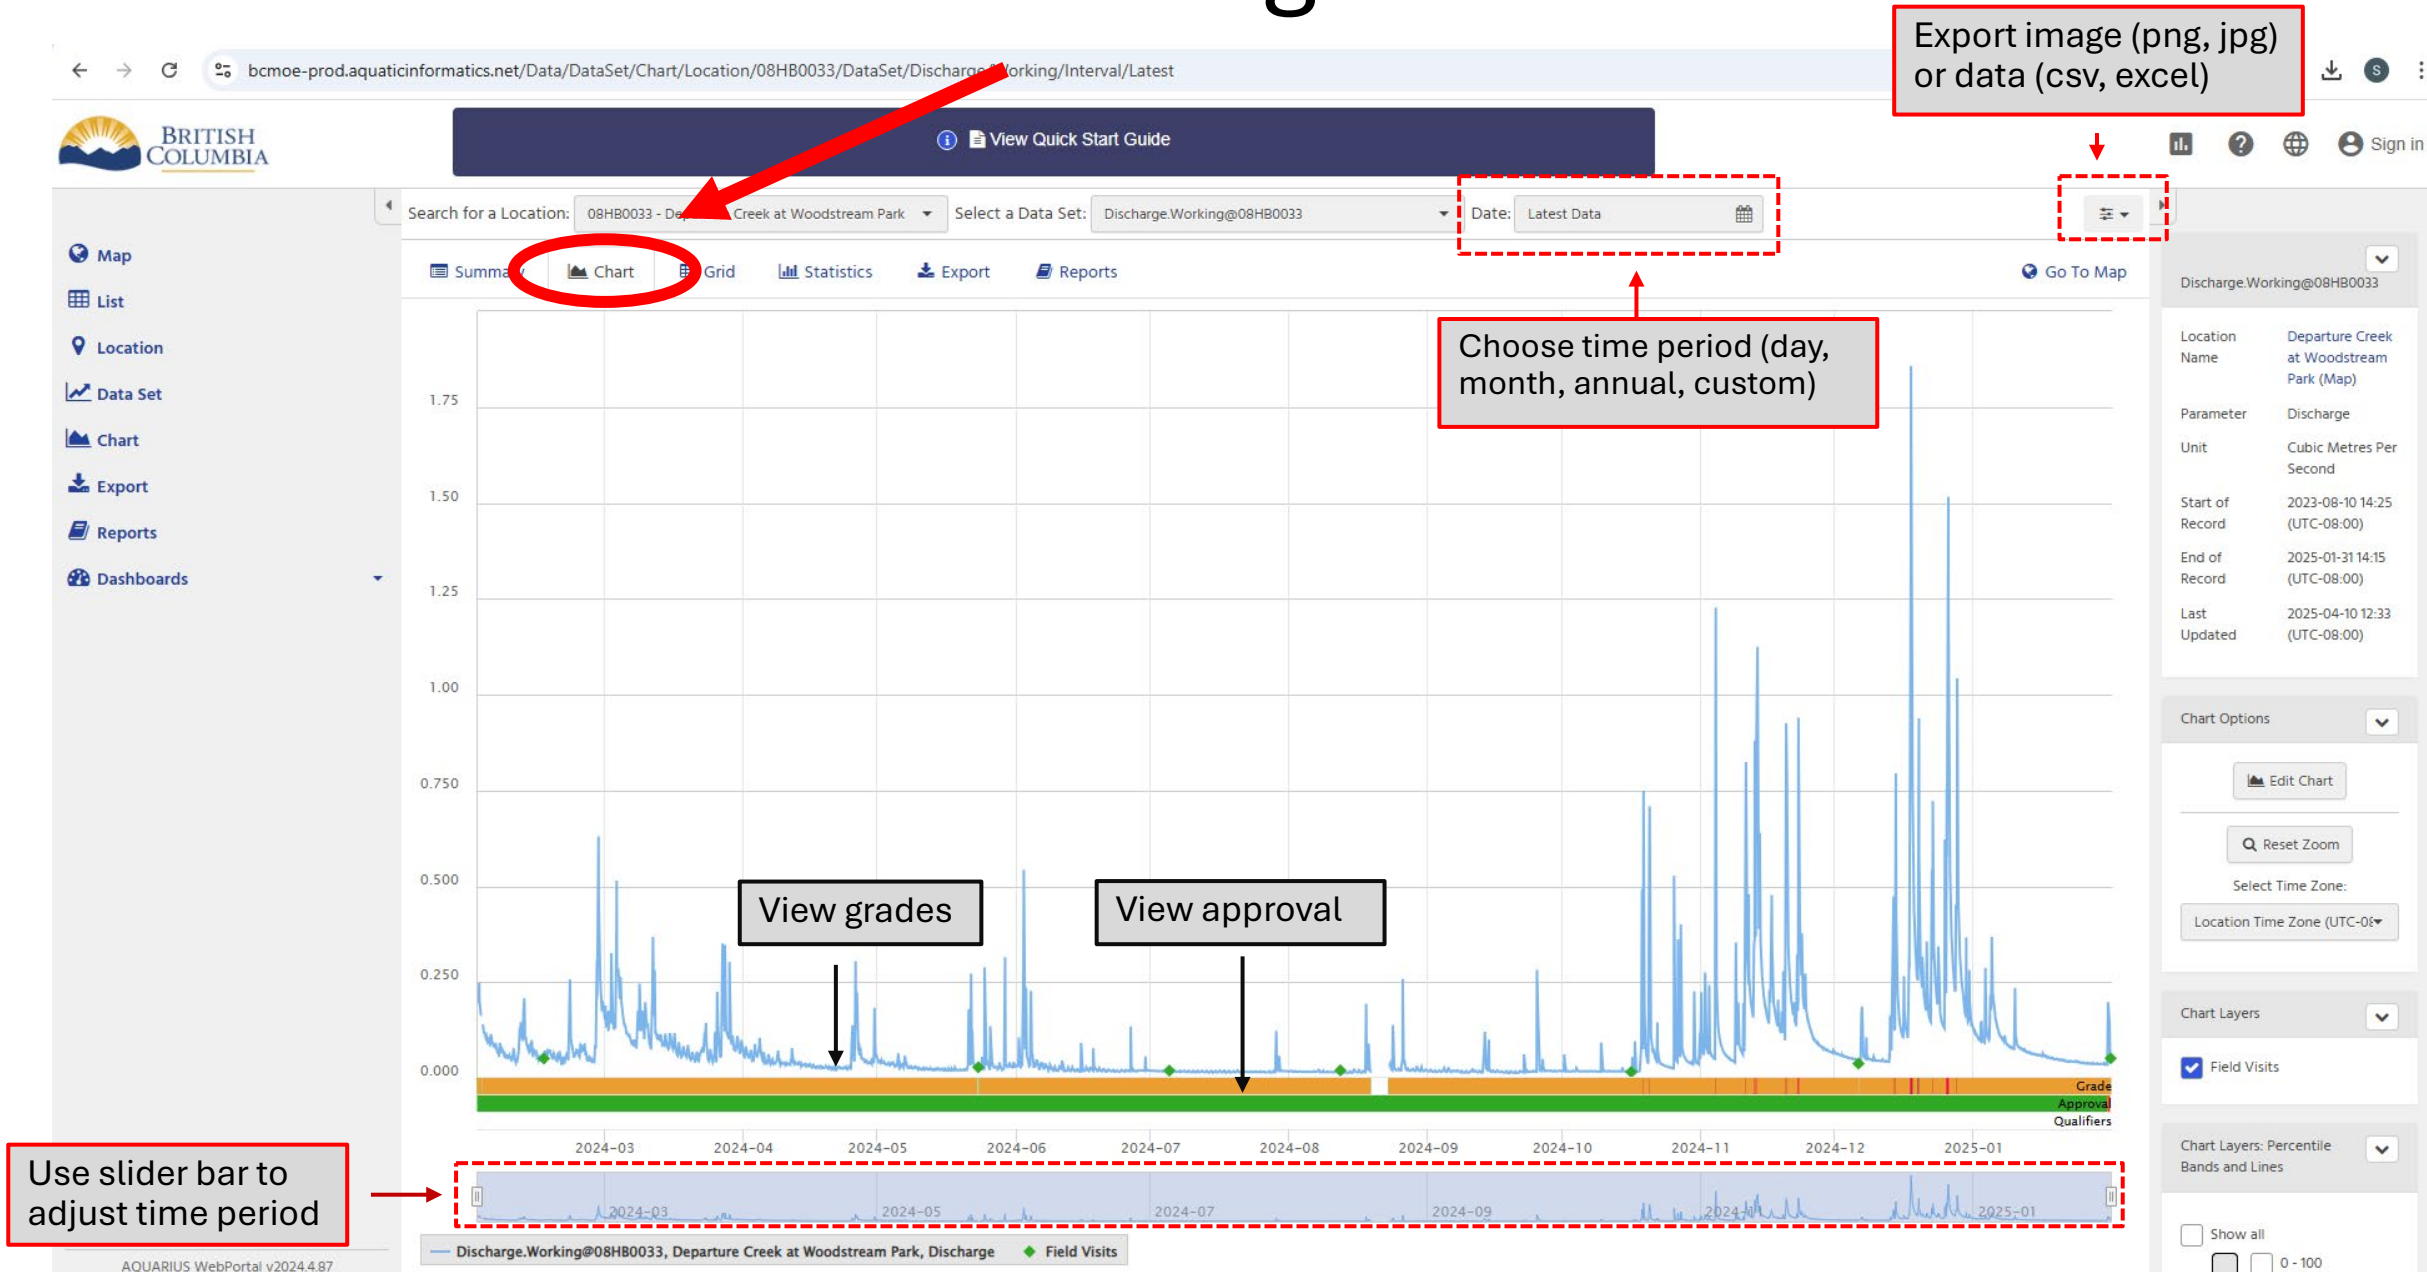 Export image (png, jpg)
or data (csv, excel)
bcmoe-prod.aquaticinformatics.net/Data/DataSet/Chart/Location/08HB0033/DataSet/Discharge/Working/Interval/Latest
S
BRITISH
COLUMBIA
View Quick Start Guide
Sign in
Search for a Location: 08HB0033 - Departure Creek at Woodstream Park Select a Data Set: Discharge.Working@08HB0033 Date: Latest Data
Summary Chart Grid Statistics Export Reports Go To Map
Map
List
Location
Data Set
Chart
Export
Reports
Dashboards
Choose time period (day,
month, annual, custom)
1.75
1.50
1.25
1.00
0.750
0.500
0.250
0.000
View grades
View approval
Grade
Approval
Qualifiers
2024-03 2024-04 2024-05 2024-06 2024-07 2024-08 2024-09 2024-10 2024-11 2024-12 2025-01
Use slider bar to
adjust time period
2024-03 2024-05 2024-07 2024-09 2024-11 2025-01
Discharge.Working@08HB0033, Departure Creek at Woodstream Park, Discharge Field Visits
AQUARIUS WebPortal v2024.4.87
Discharge.Working@08HB0033
Location Departure Creek
Name at Woodstream
Park (Map)
Parameter Discharge
Unit Cubic Metres Per
Second
Start of 2023-08-10 14:25
Record (UTC-08:00)
End of 2025-01-31 14:15
Record (UTC-08:00)
Last 2025-04-10 12:33
Updated (UTC-08:00)
Chart Options
Edit Chart
Reset Zoom
Select Time Zone:
Location Time Zone (UTC-08
Chart Layers
Field Visits
Chart Layers: Percentile
Bands and Lines
Show all
0 - 100